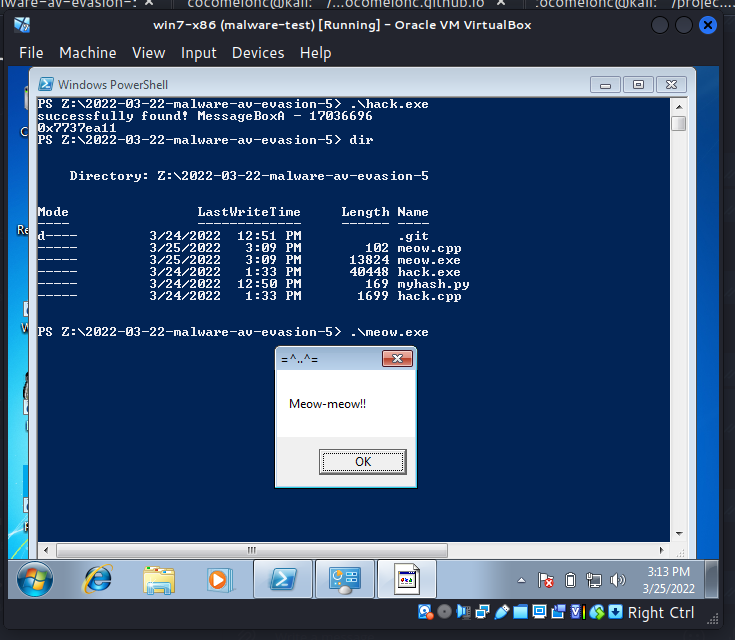 lware-av-evasion-:
cocomelonc@kali: ~/...ocomelonc.github.io
:ocomelonc@kali: ~/projec....
win7-x86 (malware-test) [Running] - Oracle VM VirtualBox
File Machine View Input Devices Help
Windows PowerShell
PS Z:\2022-03-22-malware-av-evasion-5> .\hack.exe
successfully found! MessageBoxA - 17036696
0x7737ea11
PS Z:\2022-03-22-malware-av-evasion-5> dir
Directory: Z:\2022-03-22-malware-av-evasion-5
Mode LastWriteTime Length Name
---- ------------- ------ ----
d---- 3/24/2022 12:51 PM .git
----- 3/25/2022 3:09 PM 102 meow.cpp
----- 3/25/2022 3:09 PM 13824 meow.exe
----- 3/24/2022 1:33 PM 40448 hack.exe
----- 3/24/2022 12:50 PM 169 myhash.py
----- 3/24/2022 1:33 PM 1699 hack.cpp
PS Z:\2022-03-22-malware-av-evasion-5> .\meow.exe
=^..^=
Meow-meow!!
OK
3:13 PM
3/25/2022
Right Ctrl